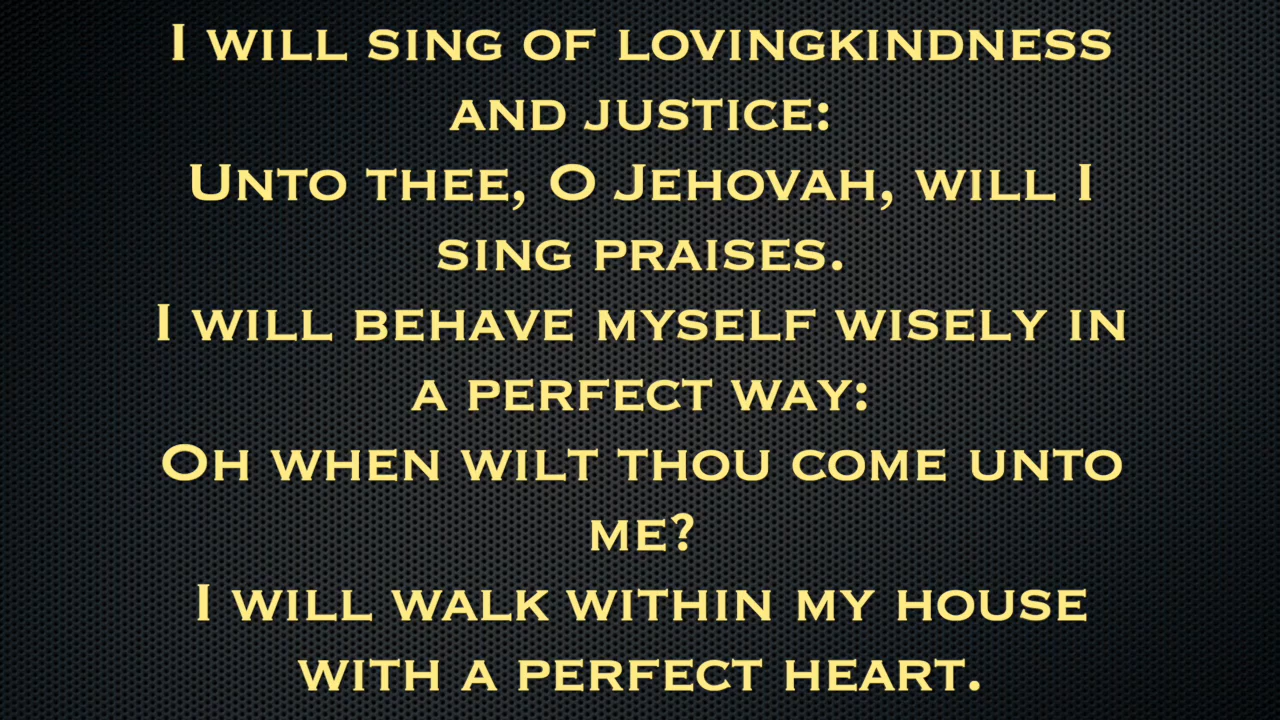 I will sing of lovingkindness
and justice:
Unto thee, O Jehovah, will I
sing praises.
I will behave myself wisely in
a perfect way:
Oh when wilt thou come unto
me?
I will walk within my house
with a perfect heart.